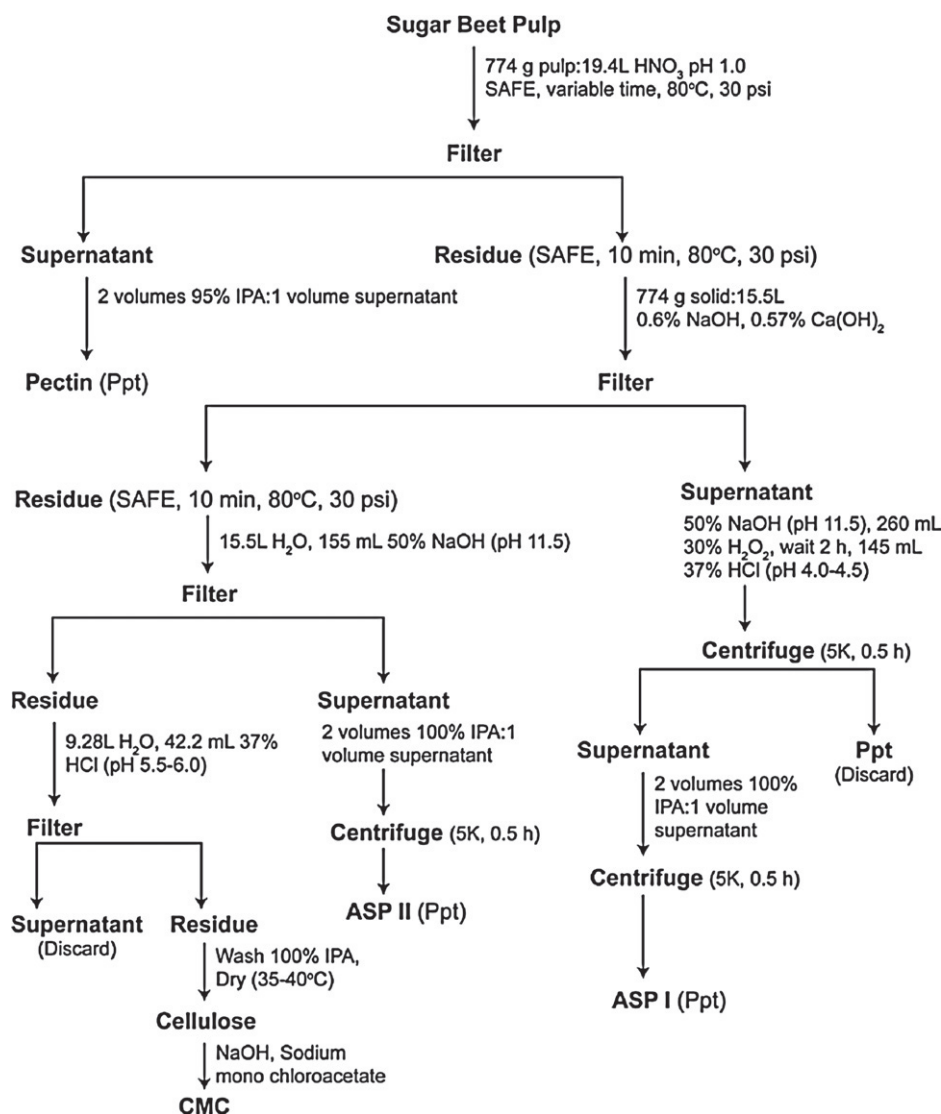 Sugar Beet Pulp
774 g pulp:19.4L HNO₃ pH 1.0
SAFE, variable time, 80°C, 30 psi
Filter
Supernatant
Residue (SAFE, 10 min, 80°C, 30 psi)
2 volumes 95% IPA:1 volume supernatant
774 g solid:15.5L
0.6% NaOH, 0.57% Ca(OH)₂
Pectin (Ppt)
Filter
Residue (SAFE, 10 min, 80°C, 30 psi)
Supernatant
15.5L H₂O, 155 mL 50% NaOH (pH 11.5)
50% NaOH (pH 11.5), 260 mL
30% H₂O₂, wait 2 h, 145 mL
37% HCl (pH 4.0-4.5)
Filter
Centrifuge (5K, 0.5 h)
Residue
Supernatant
9.28L H₂O, 42.2 mL 37%
HCl (pH 5.5-6.0)
2 volumes 100% IPA:1
volume supernatant
Supernatant
Ppt
(Discard)
2 volumes 100%
IPA:1 volume
supernatant
Filter
Centrifuge (5K, 0.5 h)
Centrifuge (5K, 0.5 h)
Supernatant
(Discard)
Residue
ASP II (Ppt)
Wash 100% IPA,
Dry (35-40°C)
ASP I (Ppt)
Cellulose
NaOH, Sodium
mono chloroacetate
CMC